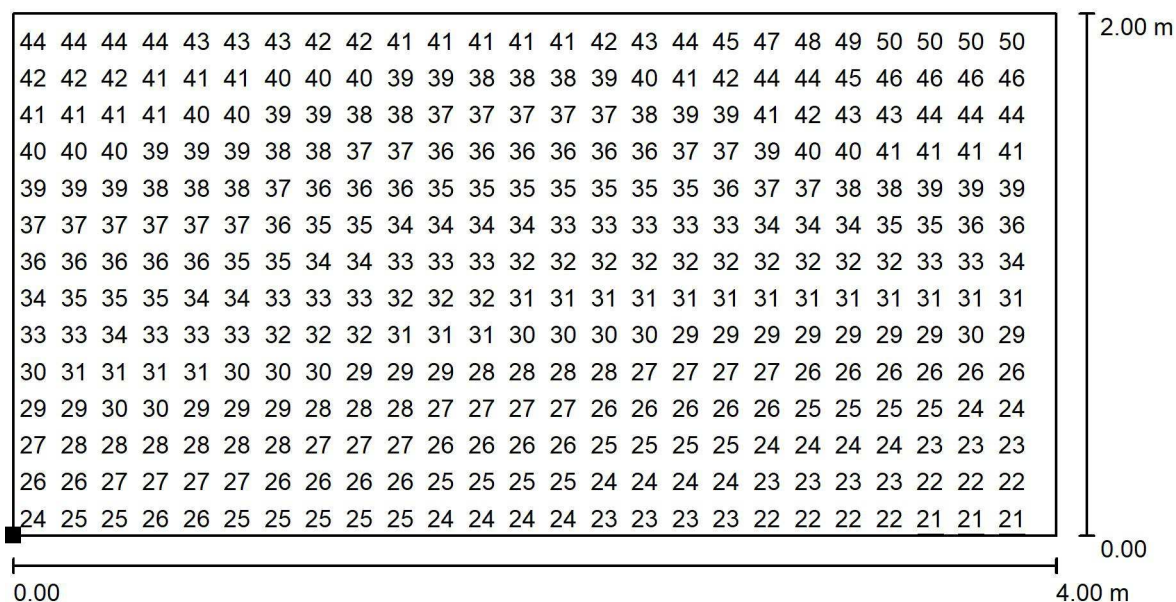 2.00 m
44 44 44 44 43 43 43 42 42 41 41 41 41 41 42 43 44 45 47 48 49 50 50 50 50
42 42 42 41 41 41 40 40 40 39 39 38 38 38 39 40 41 42 44 44 45 46 46 46 46
41 41 41 41 40 40 39 39 38 38 37 37 37 37 37 38 39 39 41 42 43 43 44 44 44
40 40 40 39 39 39 38 38 37 37 36 36 36 36 36 36 37 37 39 40 40 41 41 41 41
39 39 39 38 38 38 37 36 36 36 35 35 35 35 35 35 35 36 37 37 38 38 39 39 39
37 37 37 37 37 37 36 35 35 34 34 34 34 33 33 33 33 33 34 34 34 35 35 36 36
36 36 36 36 36 35 35 34 34 33 33 33 32 32 32 32 32 32 32 32 32 32 33 33 34
34 35 35 35 34 34 33 33 33 32 32 32 31 31 31 31 31 31 31 31 31 31 31 31 31
33 33 34 33 33 33 32 32 32 31 31 31 30 30 30 30 29 29 29 29 29 29 29 30 29
30 31 31 31 31 30 30 30 29 29 29 28 28 28 28 27 27 27 27 26 26 26 26 26 26
29 29 30 30 29 29 29 28 28 28 27 27 27 27 26 26 26 26 26 25 25 25 25 24 24
27 28 28 28 28 28 28 27 27 27 26 26 26 26 25 25 25 25 24 24 24 24 23 23 23
26 26 27 27 27 27 26 26 26 26 25 25 25 25 24 24 24 24 23 23 23 23 22 22 22
24 25 25 26 26 25 25 25 25 25 24 24 24 24 23 23 23 23 22 22 22 22 21 21 21
0.00
0.00
4.00 m